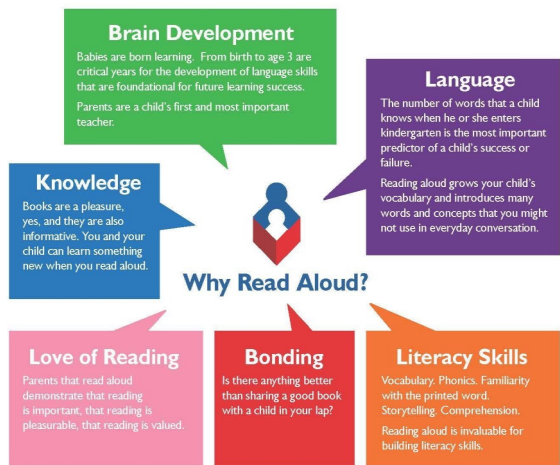 Brain Development
Babies are born learning. From birth to age 3 are
critical years for the development of language skills
that are foundational for future learning success.
Parents are a child's first and most important
teacher.
Language
The number of words that a child
knows when he or she enters
kindergarten is the most important
predictor of a child's success or
failure.
Reading aloud grows your child's
vocabulary and introduces many
words and concepts that you might
not use in everyday conversation.
Knowledge
Books are a pleasure,
yes, and they are also
informative. You and your
child can learn something
new when you read aloud.
Why Read Aloud?
Love of Reading
Parents that read aloud
demonstrate that reading
is important, that reading is
pleasurable, that reading is valued.
Bonding
Is there anything better
than sharing a good book
with a child in your lap?
Literacy Skills
Vocabulary. Phonics. Familiarity
with the printed word.
Storytelling. Comprehension.
Reading aloud is invaluable for
building literacy skills.